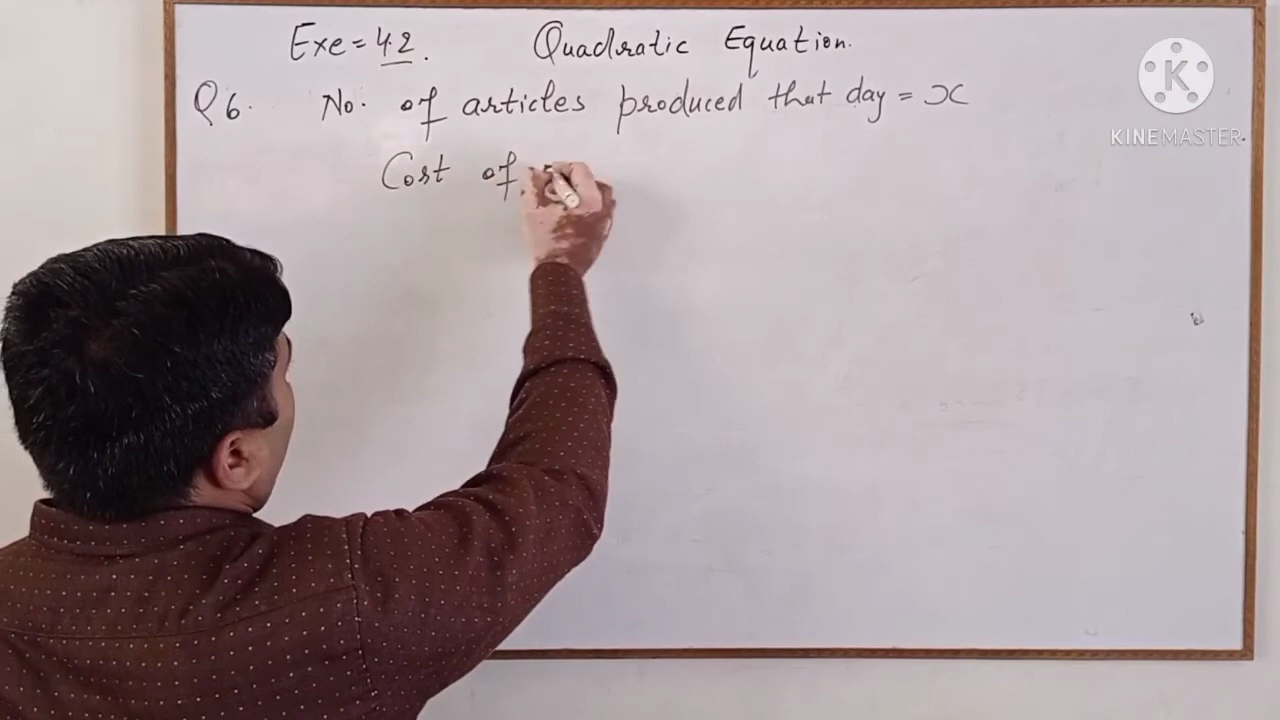 Exe = 4.2. Quadratic Equation.
Q6. No. of articles produced that day = x
Cost of
K
KINEMASTER